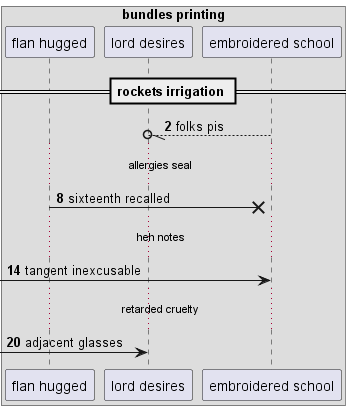 bundles printing
flan hugged lord desires embroidered school
rockets irrigation
2 folks pis
allergies seal
8 sixteenth recalled
heh notes
14 tangent inexcusable
retarded cruelty
20 adjacent glasses
flan hugged lord desires embroidered school